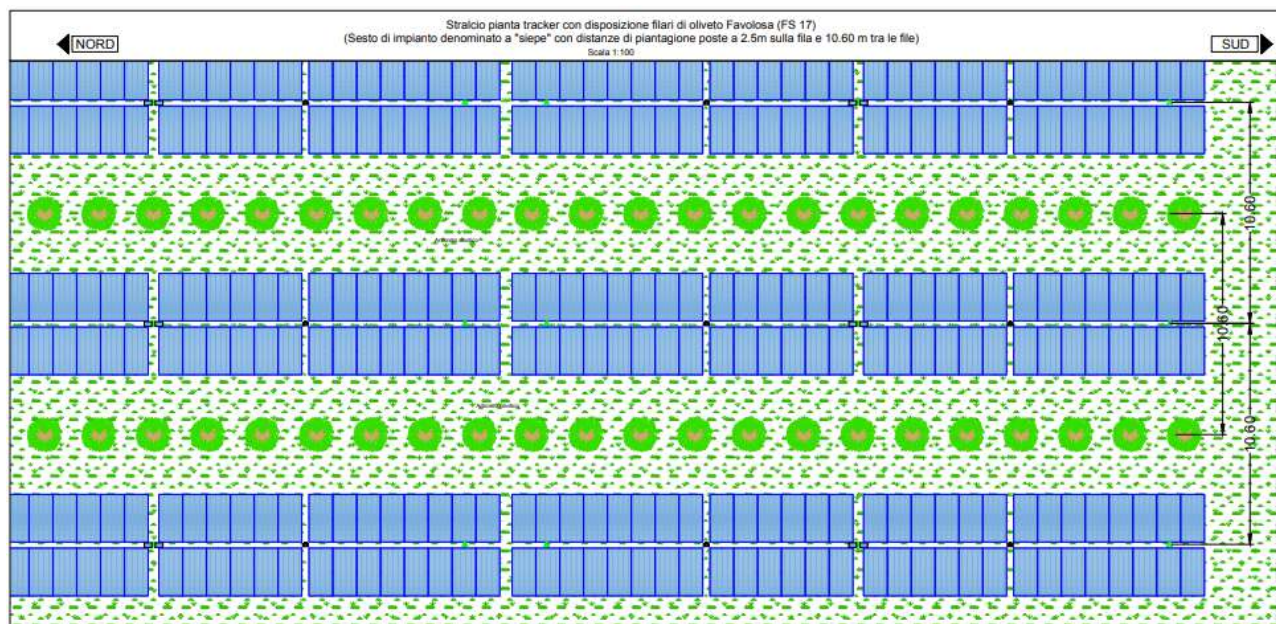 Stralcio pianta tracker con disposizione filari di oliveto Favolosa (FS 17)
(Sesto di impianto denominato a "siepe" con distanze di piantagione poste a 2.5m sulla fila e 10.60 m tra le file)
Scala 1:100
NORD
SUD
10.60
10.60
10.60